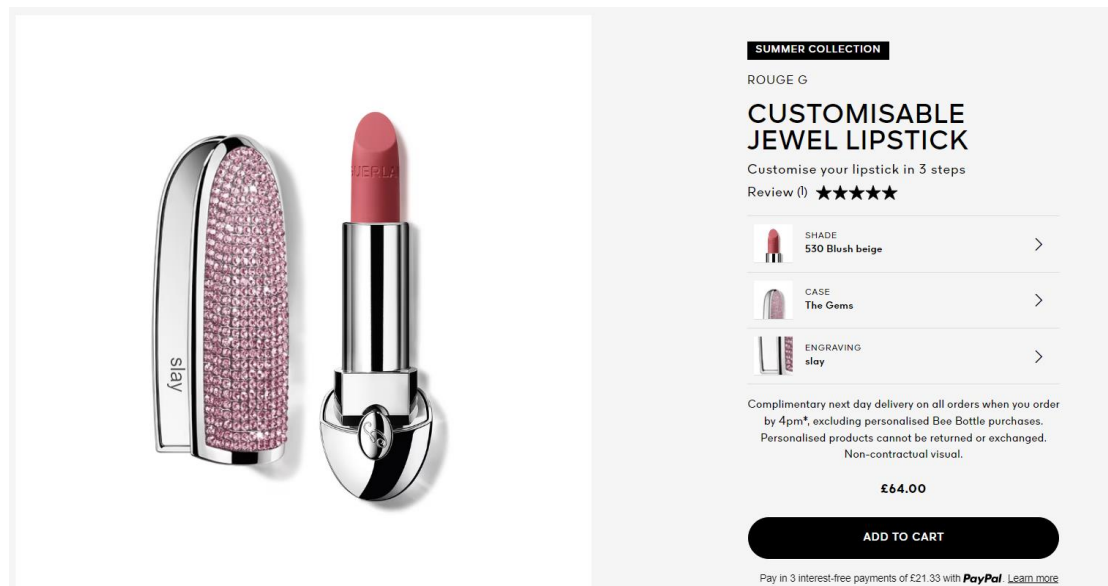 SUMMER COLLECTION
ROUGE G
CUSTOMISABLE
JEWEL LIPSTICK
Customise your lipstick in 3 steps
Review (1) ★★★★★
SHADE
530 Blush beige
CASE
The Gems
ENGRAVING
slay
Complimentary next day delivery on all orders when you order
by 4pm*, excluding personalised Bee Bottle purchases.
Personalised products cannot be returned or exchanged.
Non-contractual visual.
£64.00
ADD TO CART
Pay in 3 interest-free payments of £21.33 with PayPal. Learn more
slay
UERLA